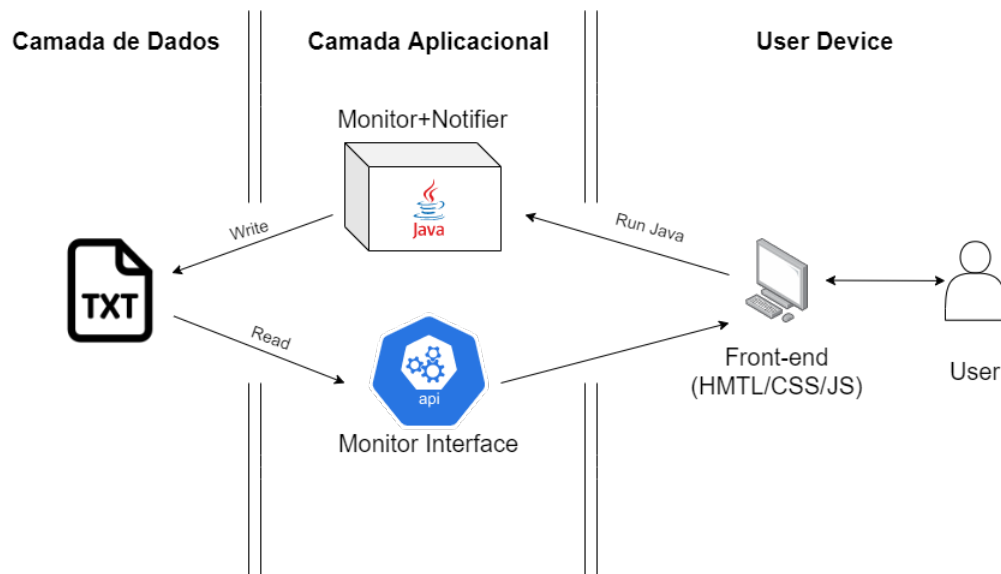 Camada de Dados
Camada Aplicacional
User Device
Monitor+Notifier
Java
Write
Run Java
TXT
Read
api
Monitor Interface
Front-end
(HMTL/CSS/JS)
User